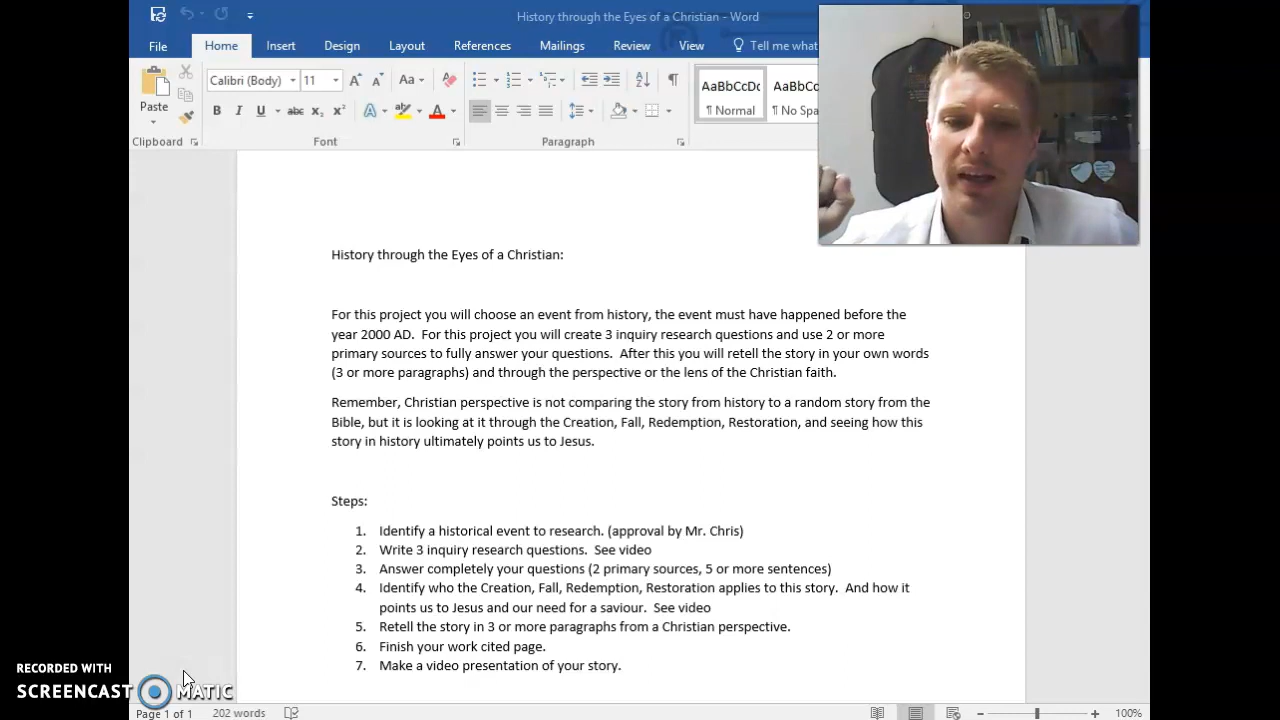 History through the Eyes of a Christian - Word
File Home Insert Design Layout References Mailings Review View Tell me what
Paste
Calibri (Body) 11
Aa
AaBbCcDc
AaBbC
B I U abc x₂ x²
A
¶ Normal
¶ No Spa
Clipboard Font Paragraph
History through the Eyes of a Christian:
For this project you will choose an event from history, the event must have happened before the
year 2000 AD. For this project you will create 3 inquiry research questions and use 2 or more
primary sources to fully answer your questions. After this you will retell the story in your own words
(3 or more paragraphs) and through the perspective or the lens of the Christian faith.
Remember, Christian perspective is not comparing the story from history to a random story from the
Bible, but it is looking at it through the Creation, Fall, Redemption, Restoration, and seeing how this
story in history ultimately points us to Jesus.
Steps:
1. Identify a historical event to research. (approval by Mr. Chris)
2. Write 3 inquiry research questions. See video
3. Answer completely your questions (2 primary sources, 5 or more sentences)
4. Identify who the Creation, Fall, Redemption, Restoration applies to this story. And how it
points us to Jesus and our need for a saviour. See video
5. Retell the story in 3 or more paragraphs from a Christian perspective.
6. Finish your work cited page.
7. Make a video presentation of your story.
RECORDED WITH
SCREENCAST MATIC
Page 1 of 1 202 words
100%